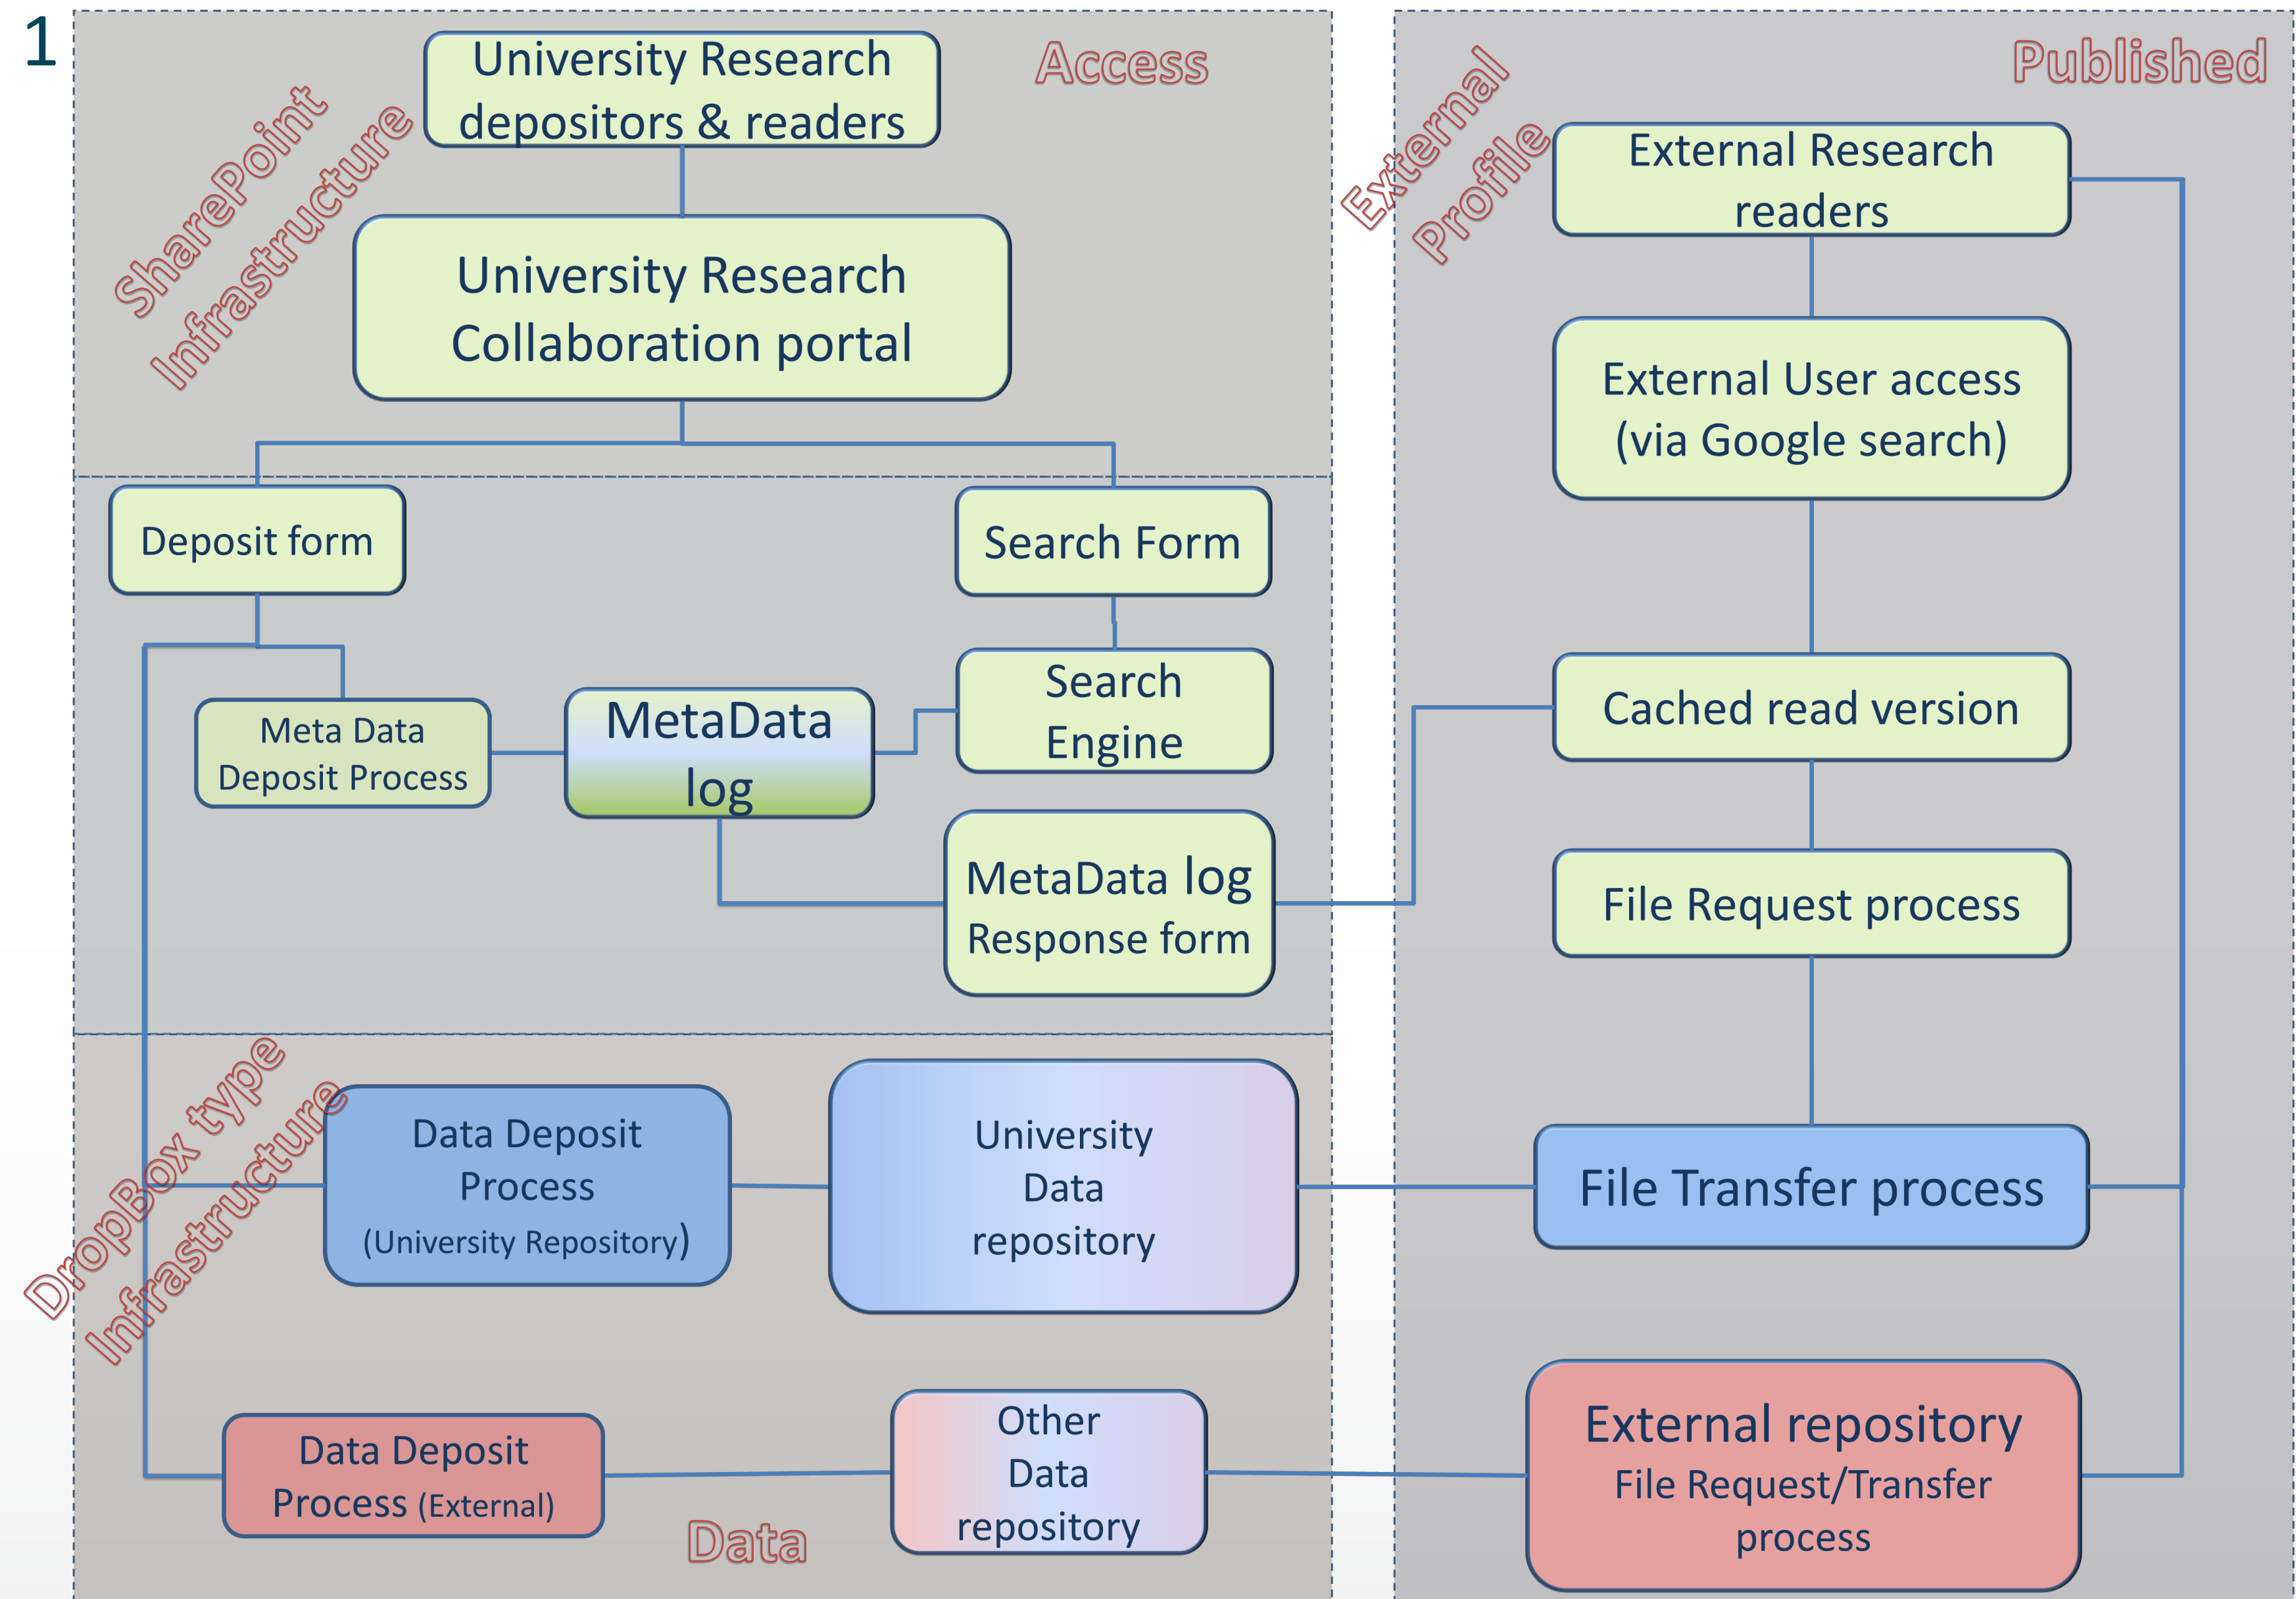 1
University Research
depositors & readers
Access
SharePoint
Infrastructure
University Research
Collaboration portal
Deposit form
Search Form
Meta Data
Deposit Process
MetaData
log
Search
Engine
MetaData log
Response form
DropBox type
Infrastructure
Data Deposit
Process
(University Repository)
University
Data
repository
Data Deposit
Process (External)
Other
Data
repository
Data
Published
External
Profile
External Research
readers
External User access
(via Google search)
Cached read version
File Request process
File Transfer process
External repository
File Request/Transfer
process